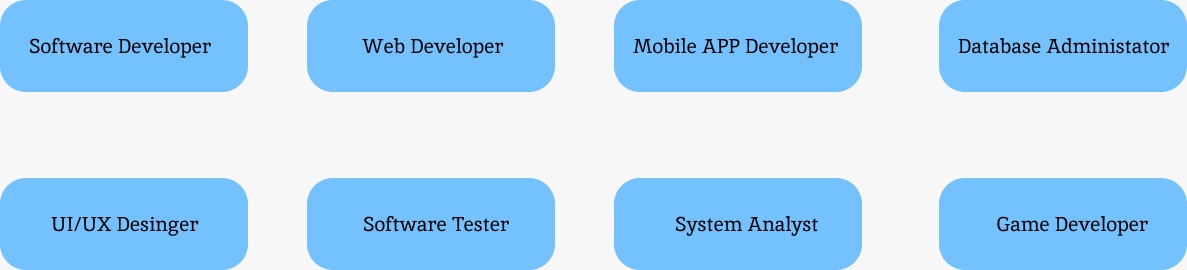 Software Developer
Web Developer
Mobile APP Developer
Database Administator
UI/UX Desinger
Software Tester
System Analyst
Game Developer